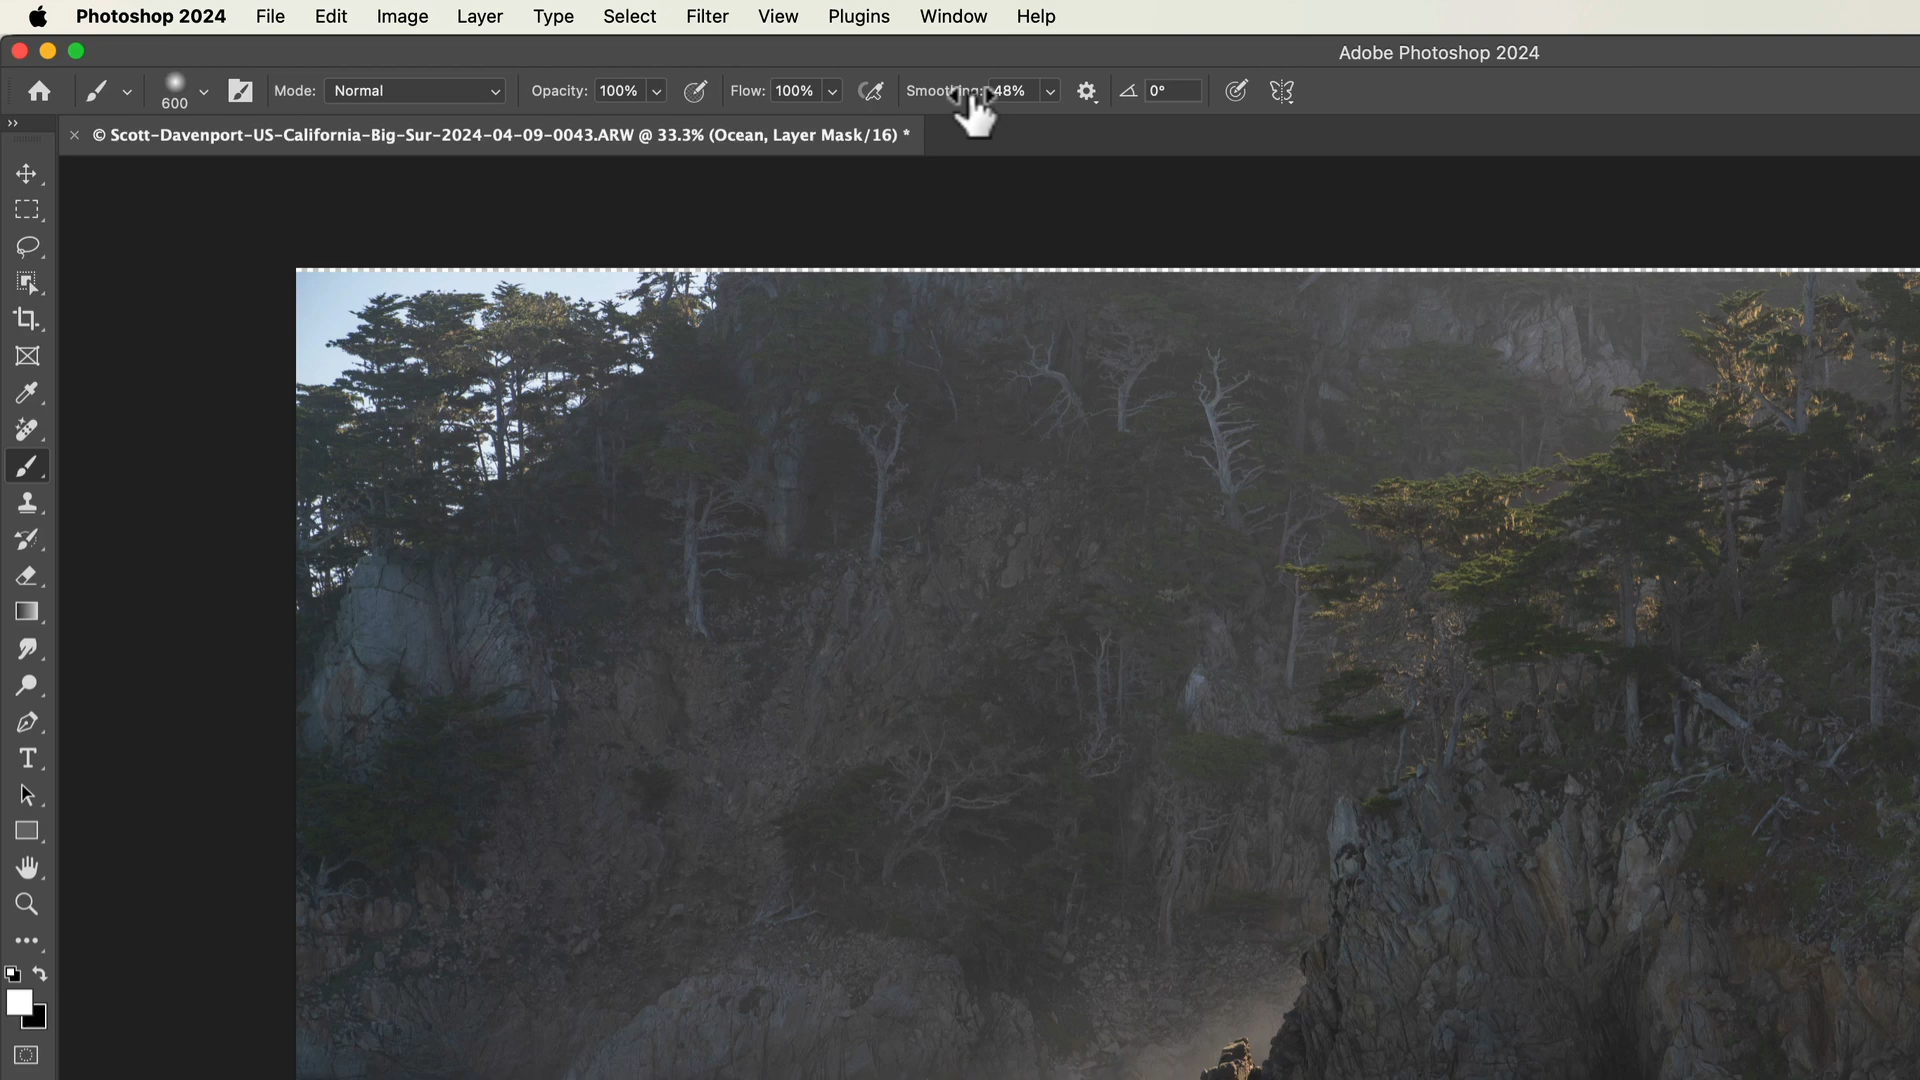 Photoshop 2024 File Edit Image Layer Type Select Filter View Plugins Window Help
Adobe Photoshop 2024
600 Mode: Normal Opacity: 100% Flow: 100% Smoothing: 48% 0°
© Scott-Davenport-US-California-Big-Sur-2024-04-09-0043.ARW @ 33.3% (Ocean, Layer Mask/16) *